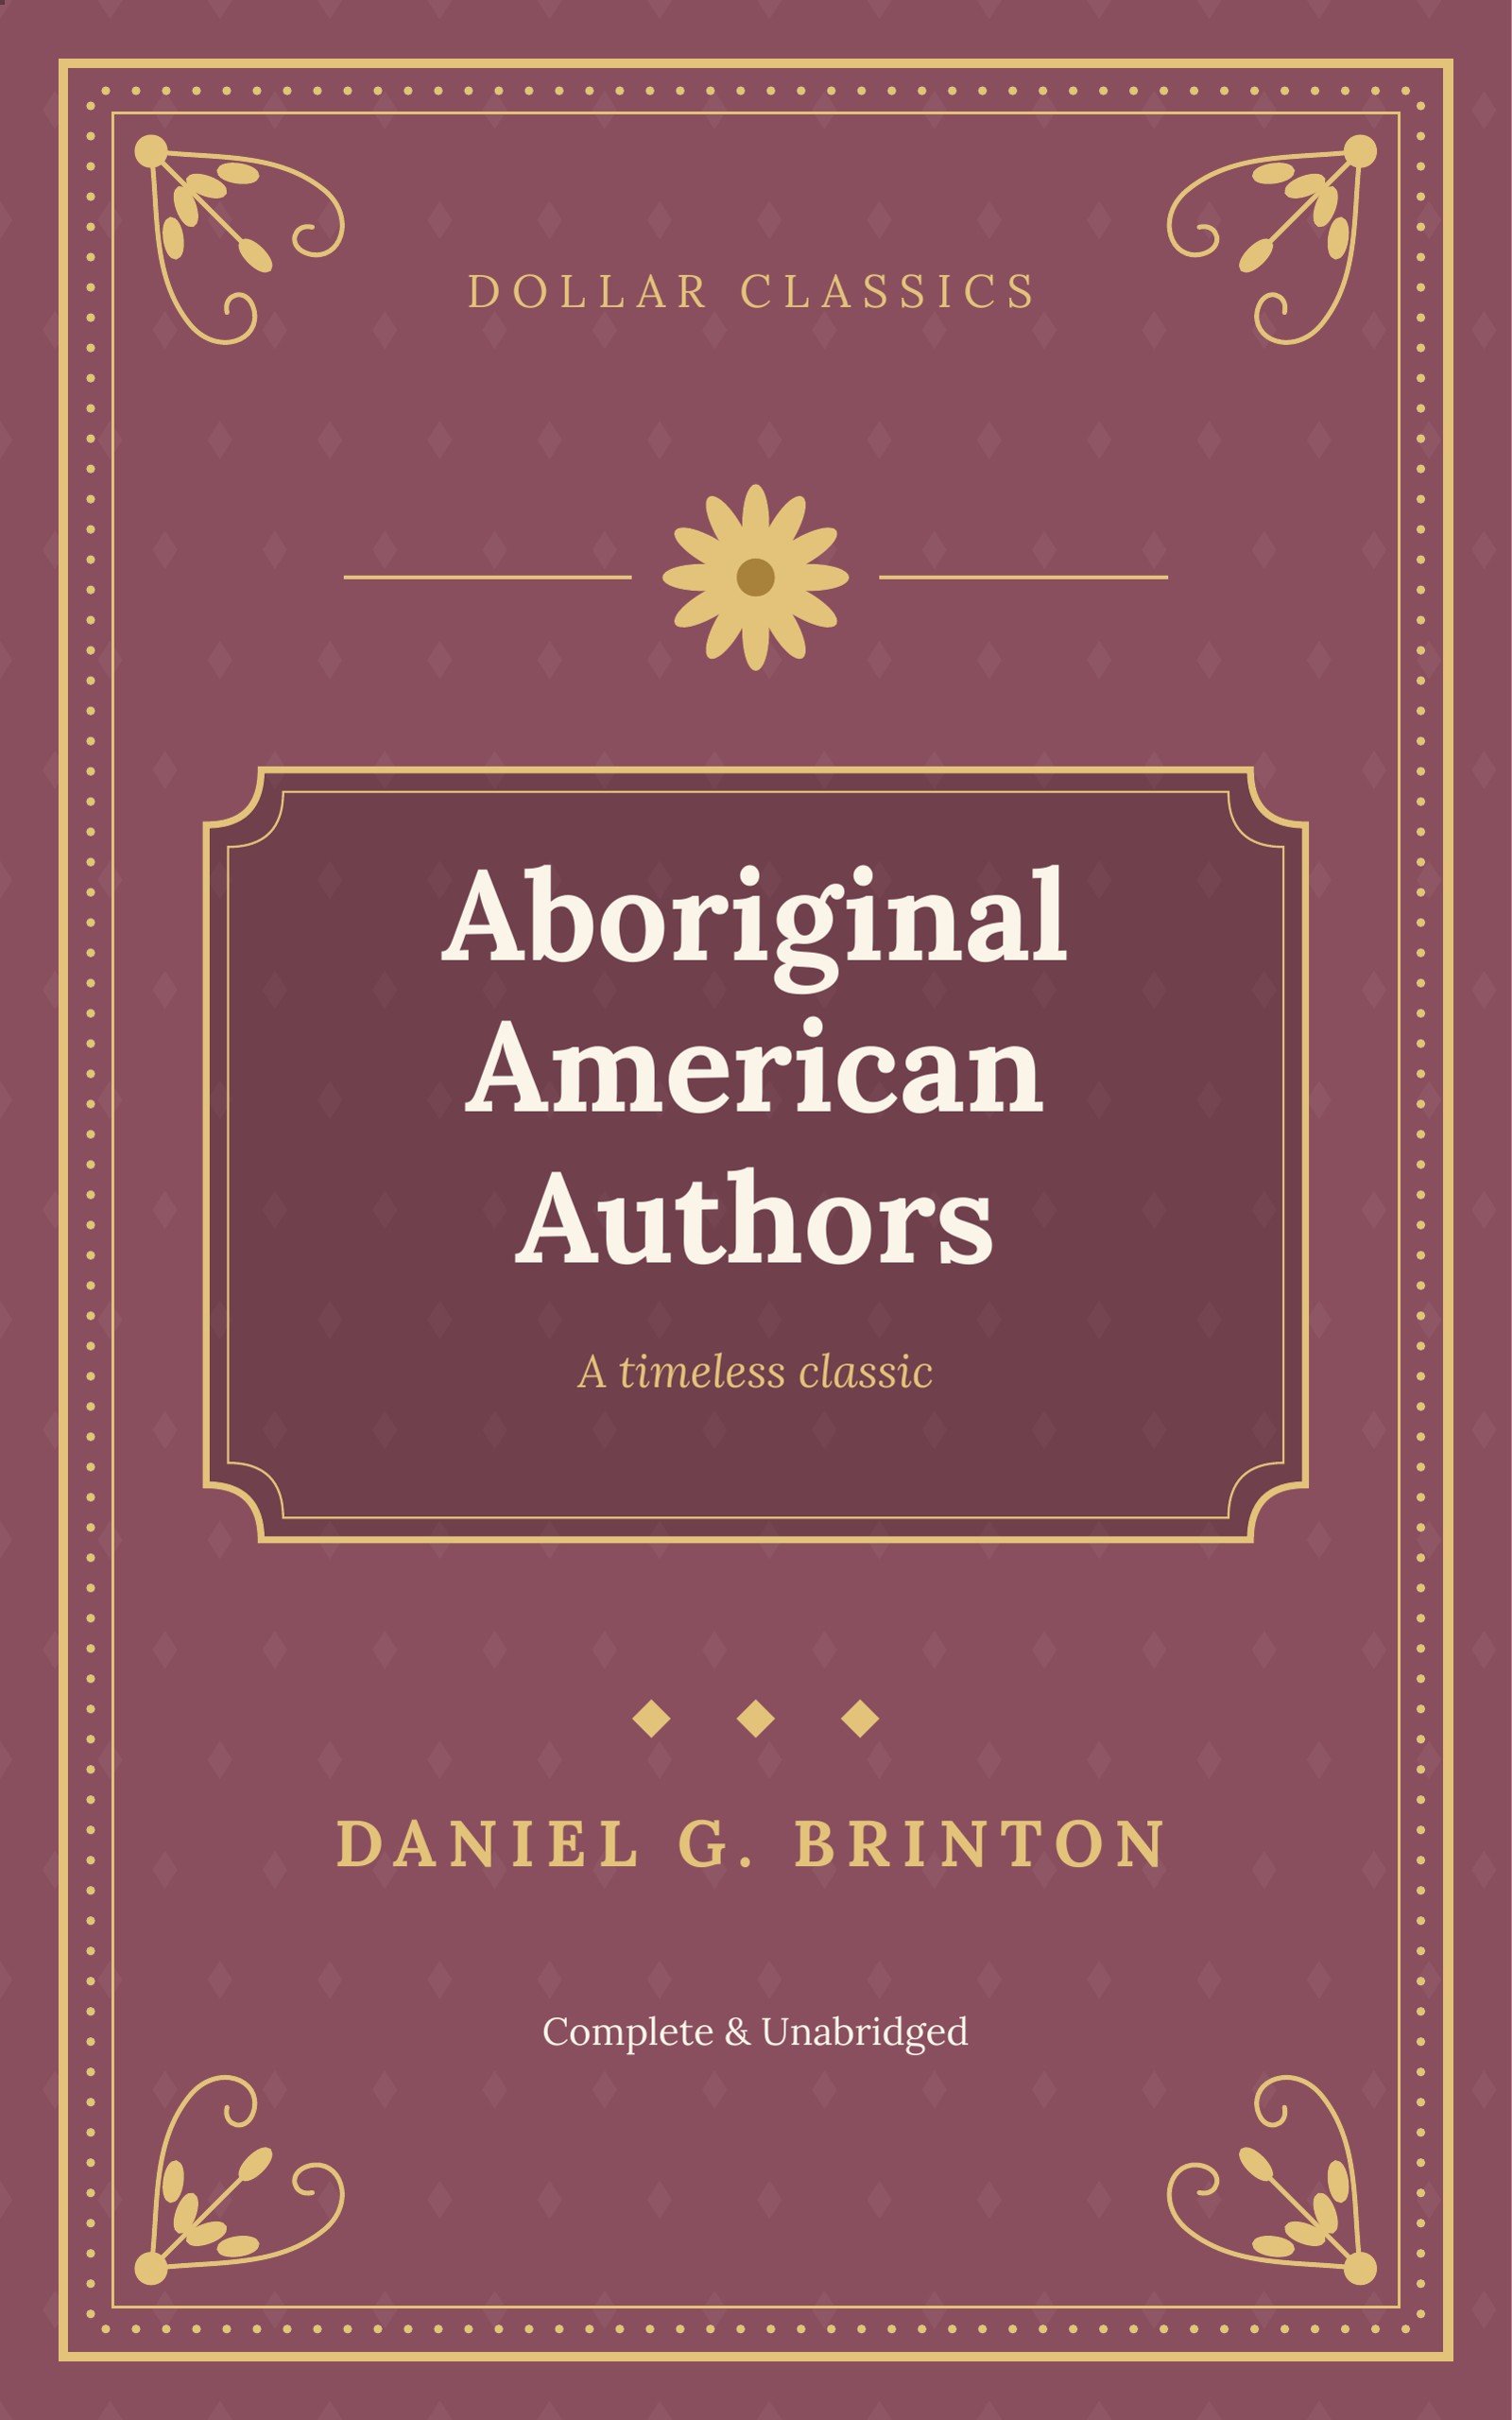 DOLLAR CLASSICS
Aboriginal
American
Authors
A timeless classic
DANIEL G. BRINTON
Complete & Unabridged